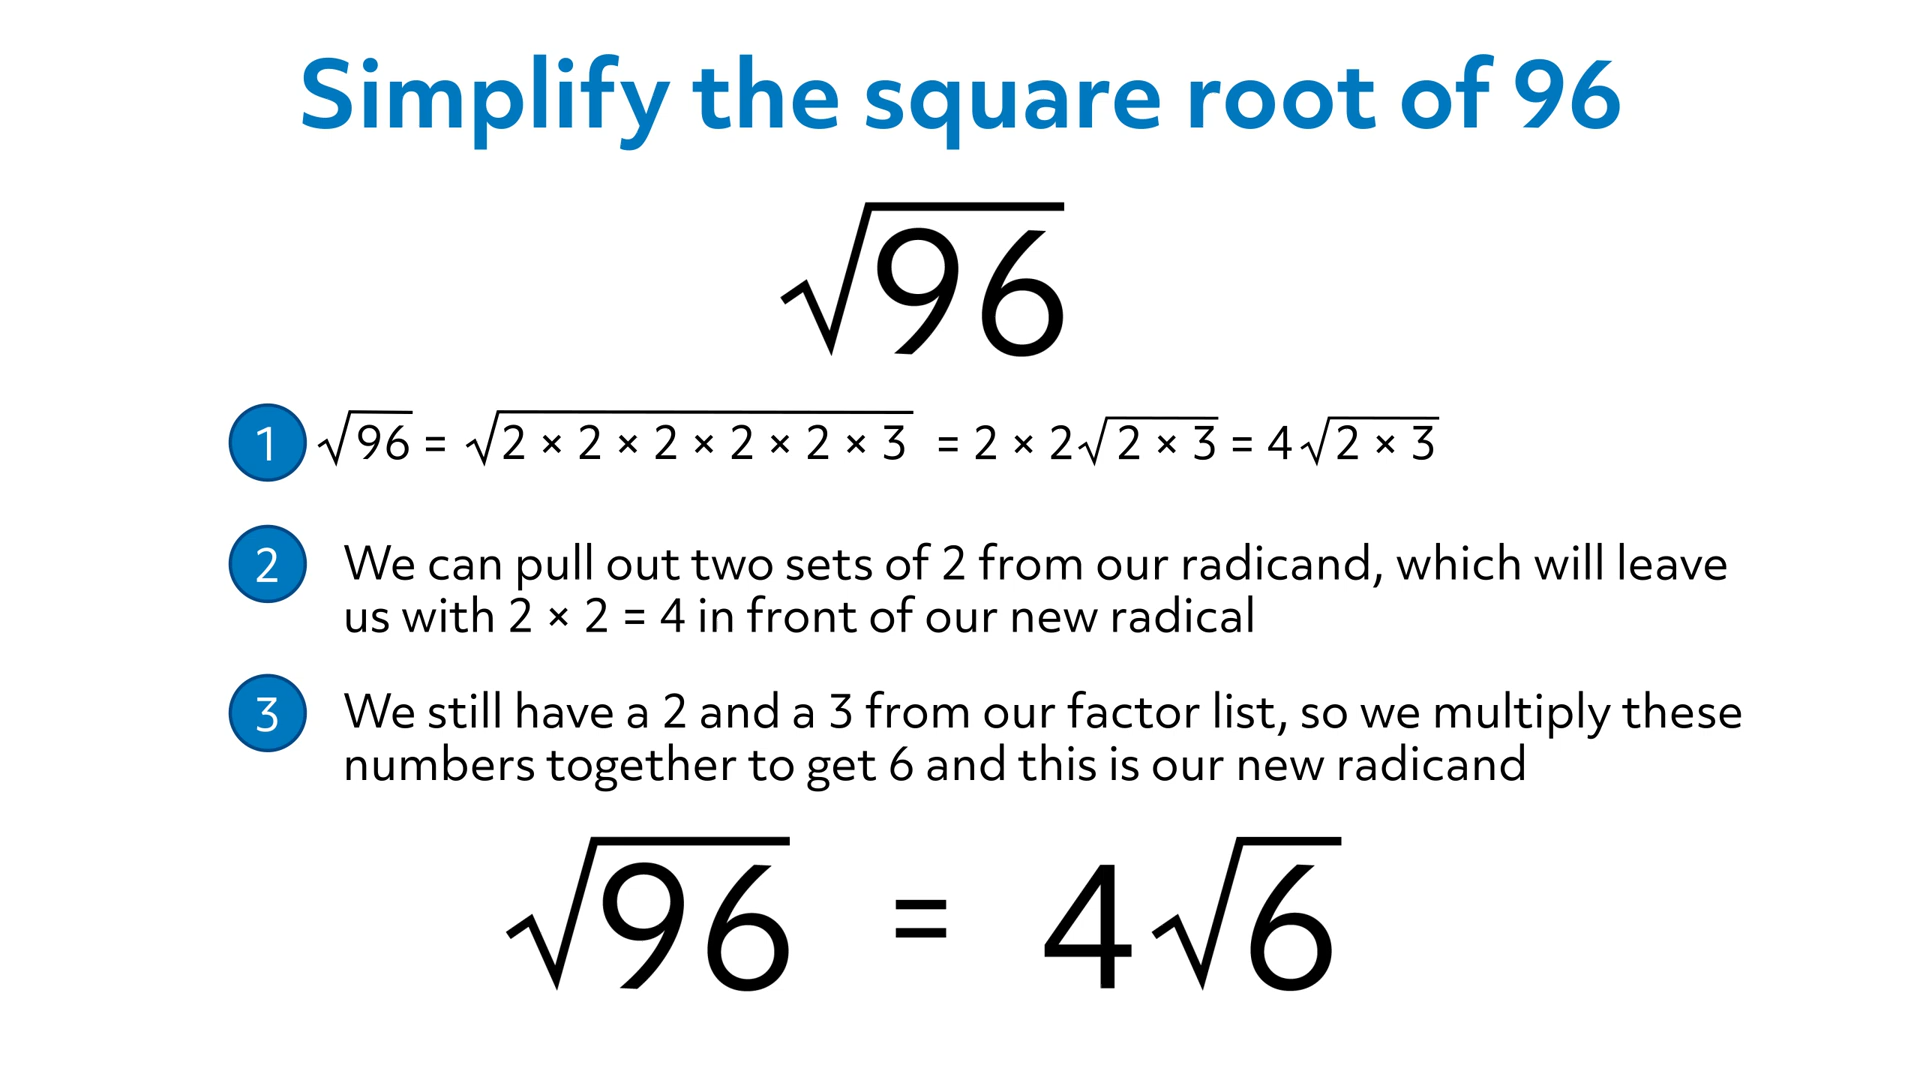 Simplify the square root of 96
√96
1 √96 = √2 × 2 × 2 × 2 × 2 × 3 = 2 × 2√2 × 3 = 4√2 × 3
2 We can pull out two sets of 2 from our radicand, which will leave
us with 2 × 2 = 4 in front of our new radical
3 We still have a 2 and a 3 from our factor list, so we multiply these
numbers together to get 6 and this is our new radicand
√96 = 4√6